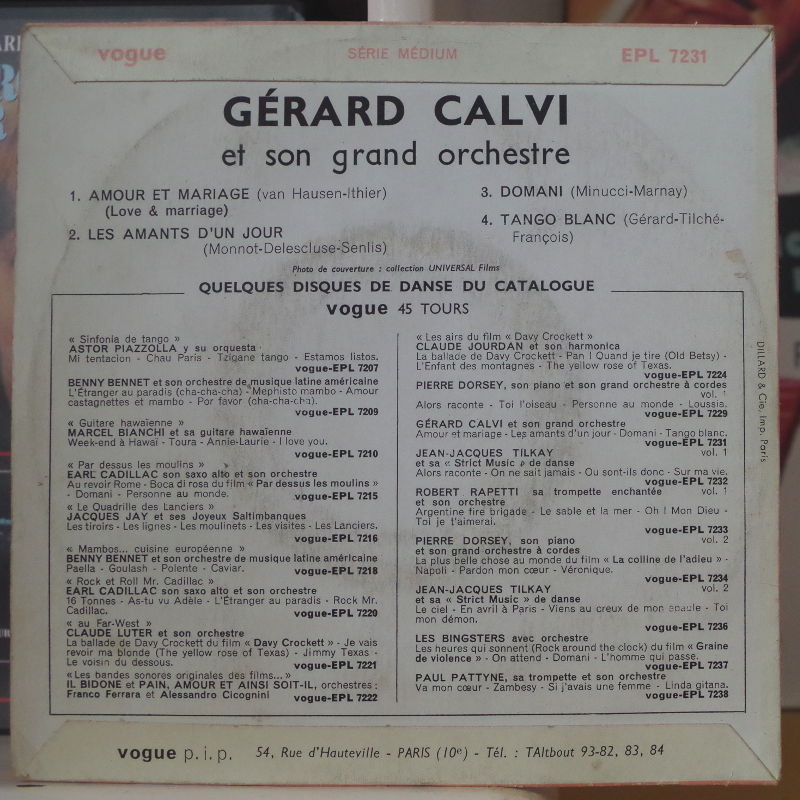 vogue SÉRIE MÉDIUM EPL 7231
GÉRARD CALVI
et son grand orchestre
1. AMOUR ET MARIAGE (van Hausen-Ithier)
(Love & marriage)
2. LES AMANTS D'UN JOUR
(Monnot-Delescluse-Senlis)
3. DOMANI (Minucci-Marnay)
4. TANGO BLANC (Gérard-Tilché-
François)
Photo de couverture : collection UNIVERSAL Films
QUELQUES DISQUES DE DANSE DU CATALOGUE
vogue 45 TOURS
« Sinfonia de tango »
ASTOR PIAZZOLLA y su orquesta
Mi tentacion - Chau Paris - Tzigane tango - Estamos listos.
vogue-EPL 7207
BENNY BENNET et son orchestre de musique latine américaine
L'Étranger au paradis (cha-cha-cha) - Mephisto mambo - Amour
castagnettes et mambo - Por favor (cha-cha-cha).
vogue-EPL 7209
« Guitare hawaïenne »
MARCEL BIANCHI et sa guitare hawaïenne
Week-end à Hawaï - Toura - Annie-Laurie - I love you.
vogue-EPL 7210
« Par dessus les moulins »
EARL CADILLAC son saxo alto et son orchestre
Au revoir Rome - Boca di rosa du film « Par dessus les moulins »
- Domani - Personne au monde. vogue-EPL 7215
« Le Quadrille des Lanciers »
JACQUES JAY et ses Joyeux Saltimbanques
Les tiroirs - Les lignes - Les moulinets - Les visites - Les Lanciers.
vogue-EPL 7216
« Mambos... cuisine européenne »
BENNY BENNET et son orchestre de musique latine américaine
Paella - Goulash - Polente - Caviar. vogue-EPL 7218
« Rock et Roll Mr. Cadillac »
EARL CADILLAC son saxo alto et son orchestre
16 Tonnes - As-tu vu Adèle - L'Étranger au paradis - Rock Mr.
Cadillac. vogue-EPL 7220
« au Far-West »
CLAUDE LUTER et son orchestre
La ballade de Davy Crockett du film « Davy Crockett » - Je vais
revoir ma blonde (The yellow rose of Texas) - Jimmy Texas -
Le voisin du dessous. vogue-EPL 7221
«Les bandes sonores originales des films... »
IL BIDONE et PAIN, AMOUR ET AINSI SOIT-IL, orchestres :
Franco Ferrara et Alessandro Cicognini vogue-EPL 7222
« Les airs du film « Davy Crockett »
CLAUDE JOURDAN et son harmonica
La ballade de Davy Crockett - Pan ! Quand je tire (Old Betsy) -
L'Enfant des montagnes - The yellow rose of Texas.
vogue-EPL 7224
PIERRE DORSEY, son piano et son grand orchestre à cordes
vol. 1
Alors raconte - Toi l'oiseau - Personne au monde - Loussia.
vogue-EPL 7229
GÉRARD CALVI et son grand orchestre
Amour et mariage - Les amants d'un jour - Domani - Tango blanc.
vogue-EPL 7231
JEAN-JACQUES TILKAY vol. 1
et sa « Strict Music » de danse
Alors raconte - On ne sait jamais - Ou sont-ils donc - Sur ma vie.
vogue-EPL 7232
ROBERT RAPETTI sa trompette enchantée vol. 1
et son orchestre
Argentine fire brigade - Le sable et la mer - Oh ! Mon Dieu -
Toi je t'aimerai.
vogue-EPL 7233
PIERRE DORSEY, son piano vol. 2
et son grand orchestre à cordes
La plus belle chose au monde du film « La colline de l'adieu » -
Napoli - Pardon mon cœur - Véronique.
vogue-EPL 7234
JEAN-JACQUES TILKAY vol. 2
et sa « Strict Music » de danse
Le ciel - En avril à Paris - Viens au creux de mon épaule - Toi
mon démon.
vogue-EPL 7236
LES BINGSTERS avec orchestre
Les heures qui sonnent (Rock around the clock) du film « Graine
de violence » - On attend - Domani - L'homme qui passe.
vogue-EPL 7237
PAUL PATTYNE, sa trompette et son orchestre
Va mon cœur - Zambesy - Si j'avais une femme - Linda gitana.
vogue-EPL 7238
DILLARD & Cie, Imp. Paris
vogue p.i.p. 54, Rue d'Hauteville - PARIS (10e) - Tél. : TAItbout 93-82, 83, 84